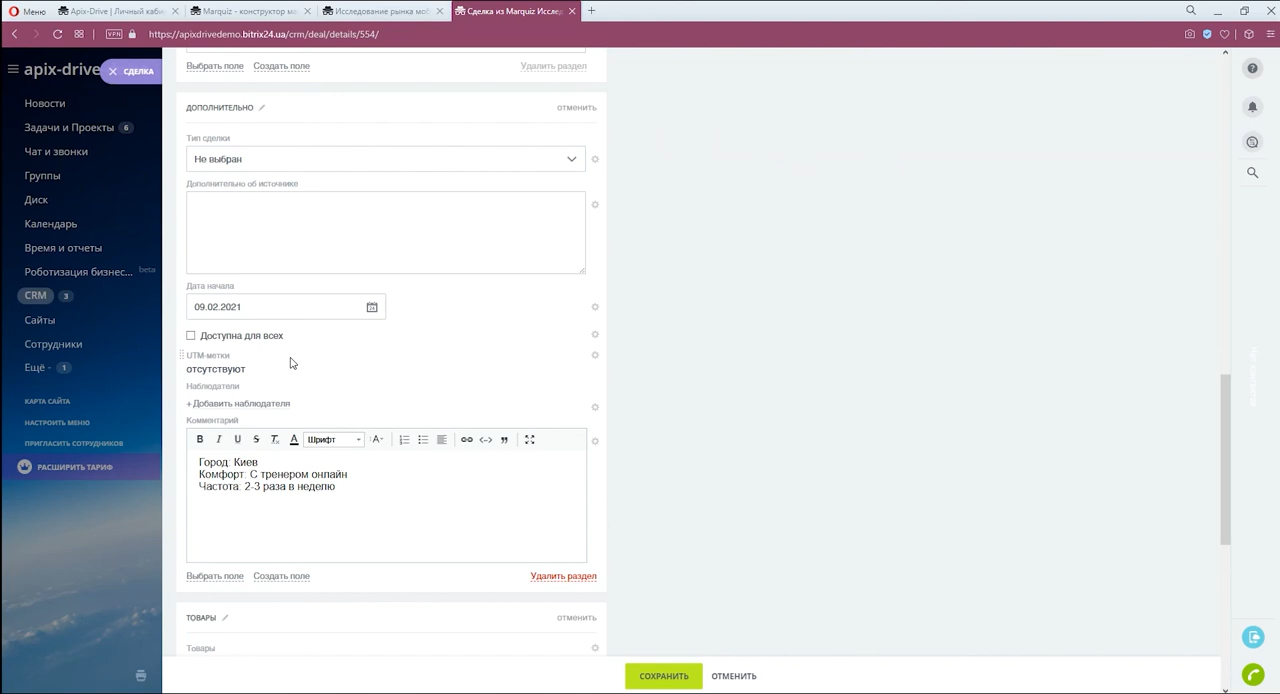 Меню
Apix-Drive | Личный каби
Marquiz - конструктор ма
Исследование рынка моб
Сделка из Marquiz Исслед
VPN
https://apixdrivedemo.bitrix24.ua/crm/deal/details/554/
apix-drive
СДЕЛКА
Новости
Задачи и Проекты 6
Чат и звонки
Группы
Диск
Календарь
Время и отчеты
Роботизация бизнес... beta
CRM 3
Сайты
Сотрудники
Ещё - 1
КАРТА САЙТА
НАСТРОИТЬ МЕНЮ
ПРИГЛАСИТЬ СОТРУДНИКОВ
РАСШИРИТЬ ТАРИФ
Выбрать поле Создать поле Удалить раздел
ДОПОЛНИТЕЛЬНО отменить
Тип сделки
Не выбран
Дополнительно об источнике
Дата начала
09.02.2021
Доступна для всех
UTM-метки
отсутствуют
Наблюдатели
+ Добавить наблюдателя
Комментарий
B I U S T A Шрифт A
Город: Киев
Комфорт: С тренером онлайн
Частота: 2-3 раза в неделю
Выбрать поле Создать поле Удалить раздел
ТОВАРЫ отменить
Товары
СОХРАНИТЬ ОТМЕНИТЬ